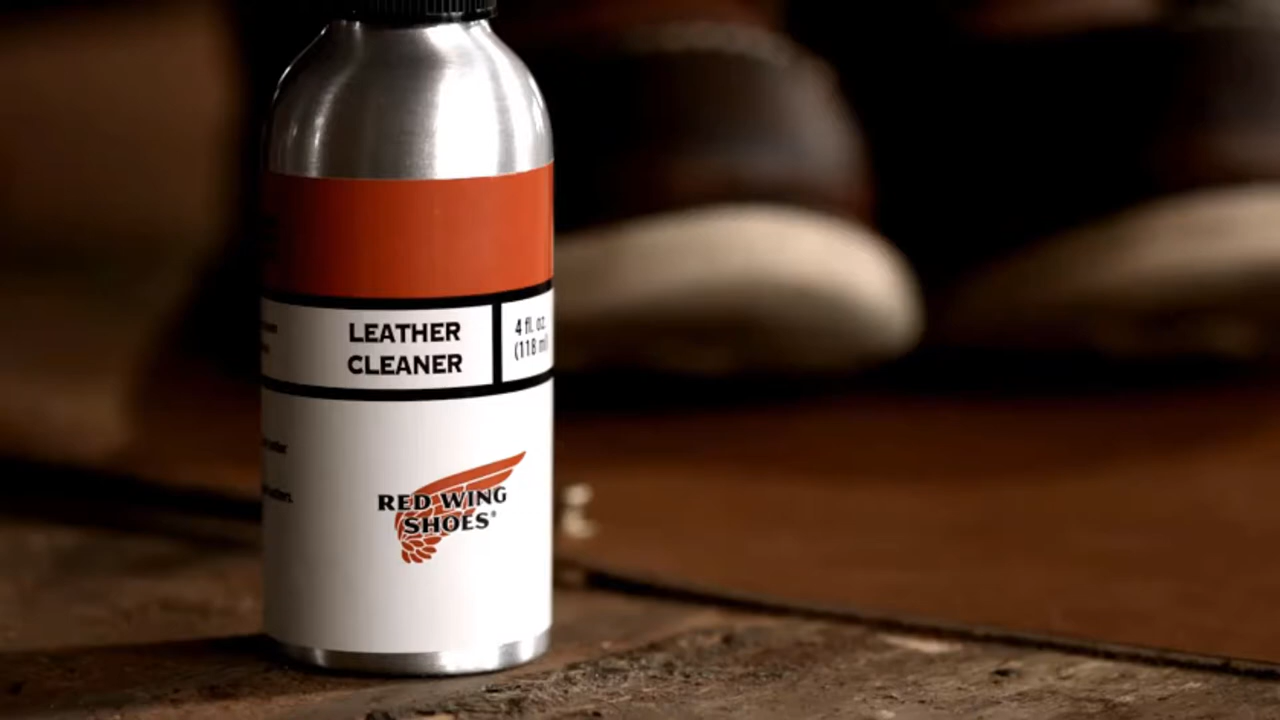 LEATHER
CLEANER
4 fl. oz.
(118 ml)
RED WING
SHOES®